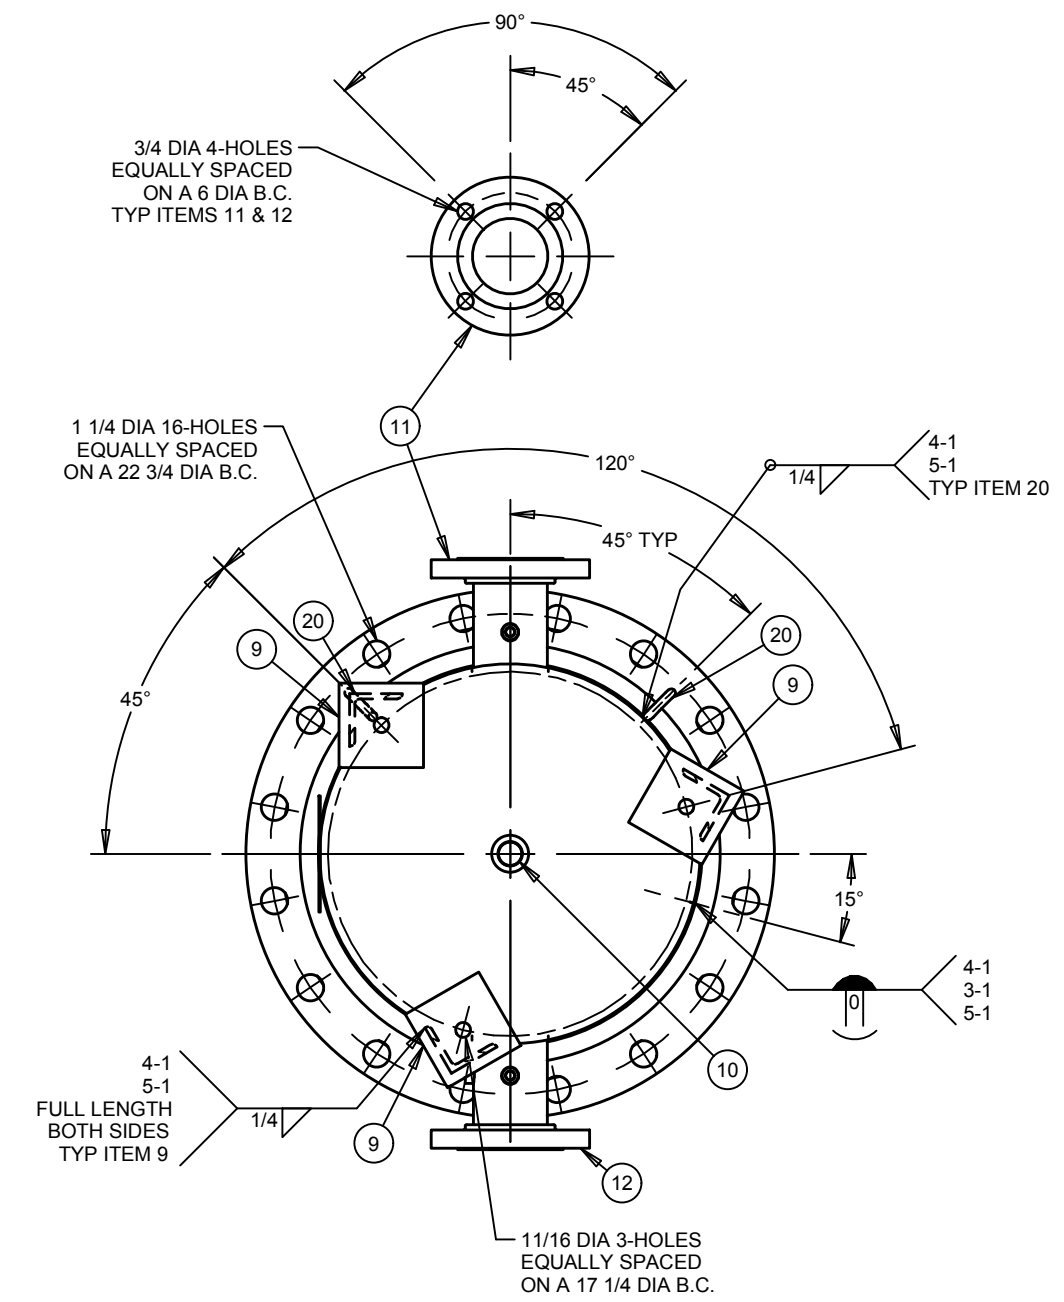 90°
45°
3/4 DIA 4-HOLES
EQUALLY SPACED
ON A 6 DIA B.C.
TYP ITEMS 11 & 12
11
1 1/4 DIA 16-HOLES
EQUALLY SPACED
ON A 22 3/4 DIA B.C.
120°
4-1
5-1
TYP ITEM 20
1/4
45° TYP
20
9
20
9
45°
15°
4-1
3-1
5-1
0
10
4-1
5-1
FULL LENGTH
BOTH SIDES
TYP ITEM 9
1/4
9
12
11/16 DIA 3-HOLES
EQUALLY SPACED
ON A 17 1/4 DIA B.C.